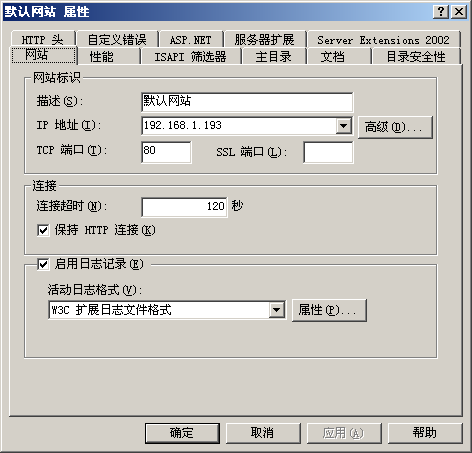 默认网站 属性
HTTP 头 自定义错误 ASP.NET 服务器扩展 Server Extensions 2002
网站 性能 ISAPI 筛选器 主目录 文档 目录安全性
网站标识
描述(S): 默认网站
IP 地址(I): 192.168.1.193 高级(D)...
TCP 端口(T): 80 SSL 端口(L):
连接
连接超时(N): 120 秒
保持 HTTP 连接(K)
启用日志记录(E)
活动日志格式(V):
W3C 扩展日志文件格式 属性(P)...
确定 取消 应用(A) 帮助